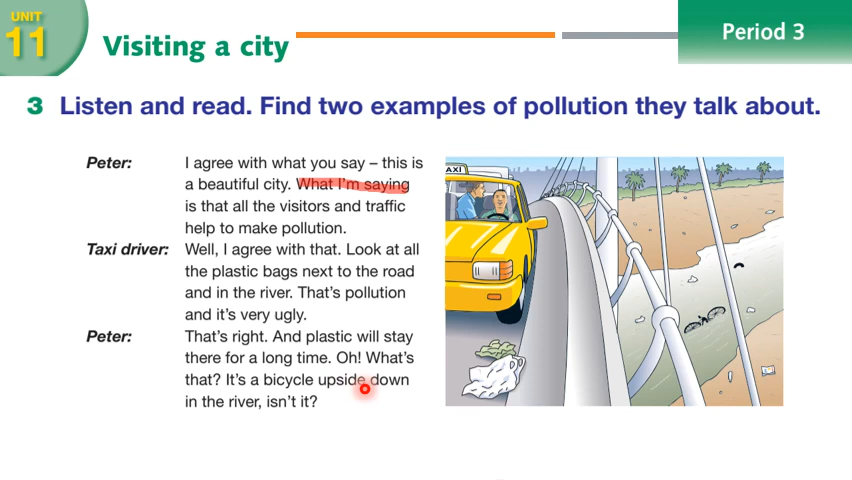 UNIT
11
Visiting a city
Period 3
3 Listen and read. Find two examples of pollution they talk about.
Peter: I agree with what you say – this is
a beautiful city. What I'm saying
is that all the visitors and traffic
help to make pollution.
Taxi driver: Well, I agree with that. Look at all
the plastic bags next to the road
and in the river. That's pollution
and it's very ugly.
Peter: That's right. And plastic will stay
there for a long time. Oh! What's
that? It's a bicycle upside down
in the river, isn't it?
AXI